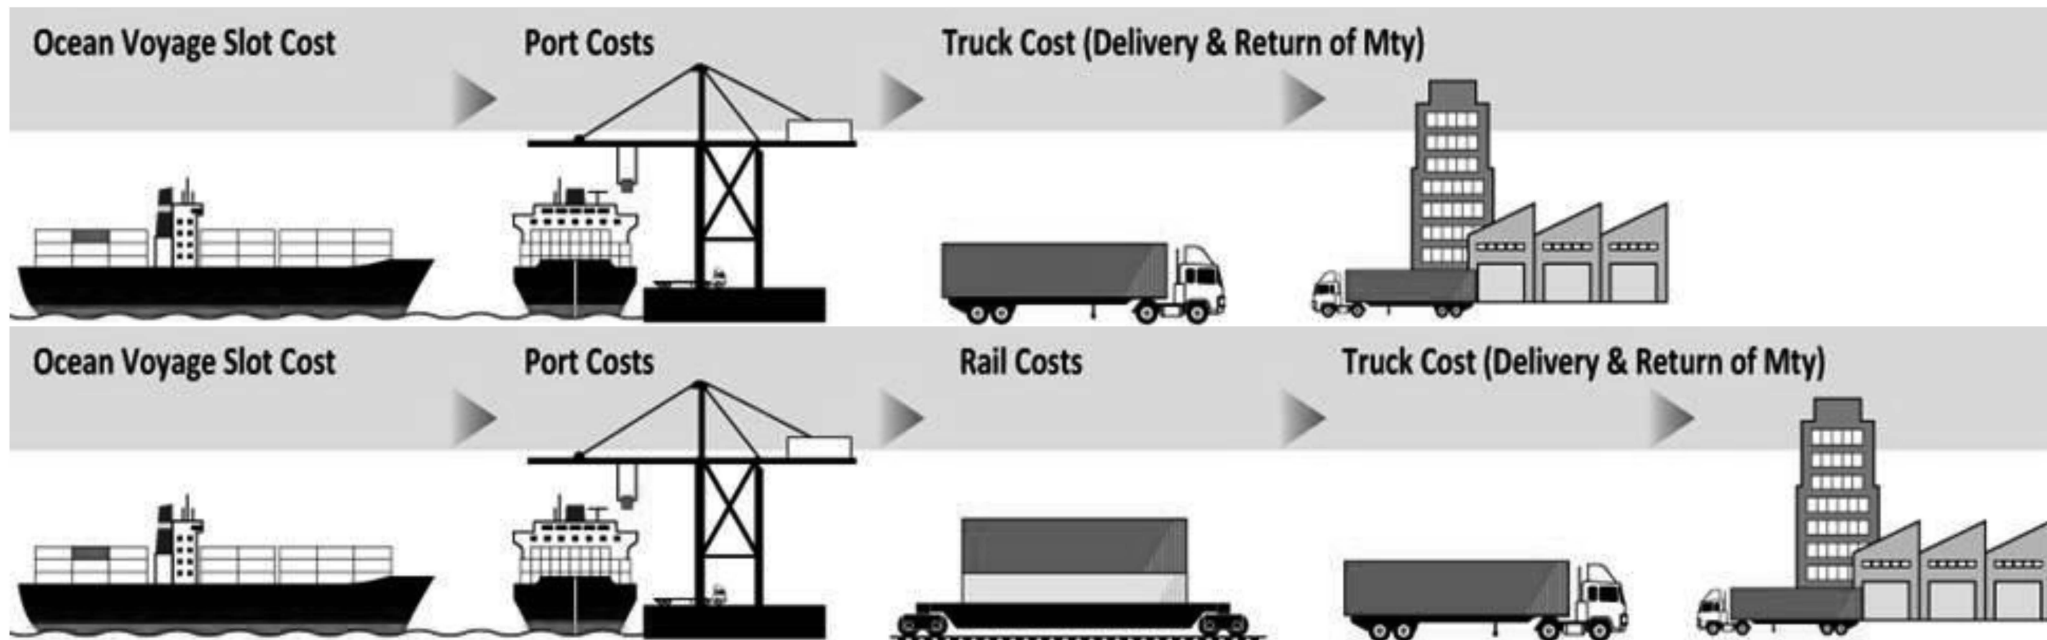 Ocean Voyage Slot Cost
Port Costs
Truck Cost (Delivery & Return of Mty)
Ocean Voyage Slot Cost
Port Costs
Rail Costs
Truck Cost (Delivery & Return of Mty)